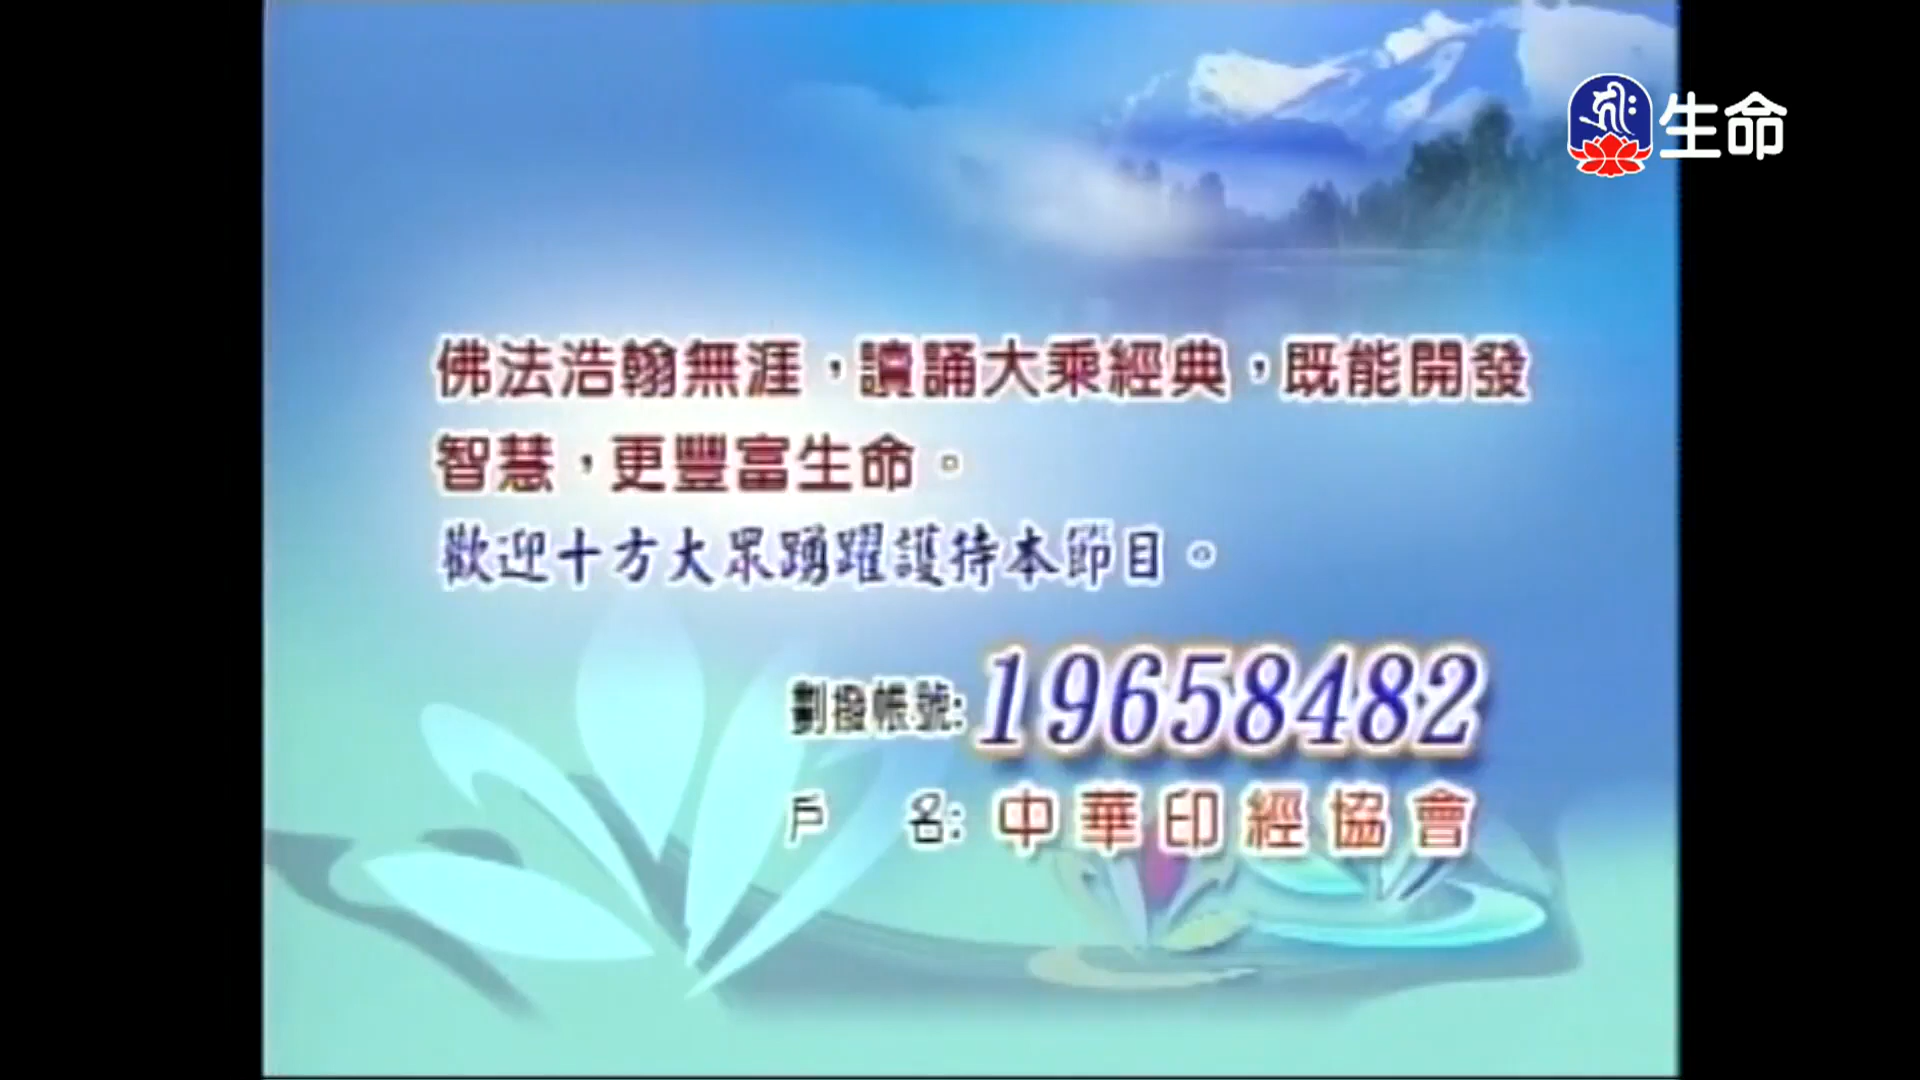 生命
佛法浩翰無涯，讀誦大乘經典，既能開發
智慧，更豐富生命。
歡迎十方大眾踴躍護持本節目。
劃撥帳號:19658482
戶名:中華印經協會